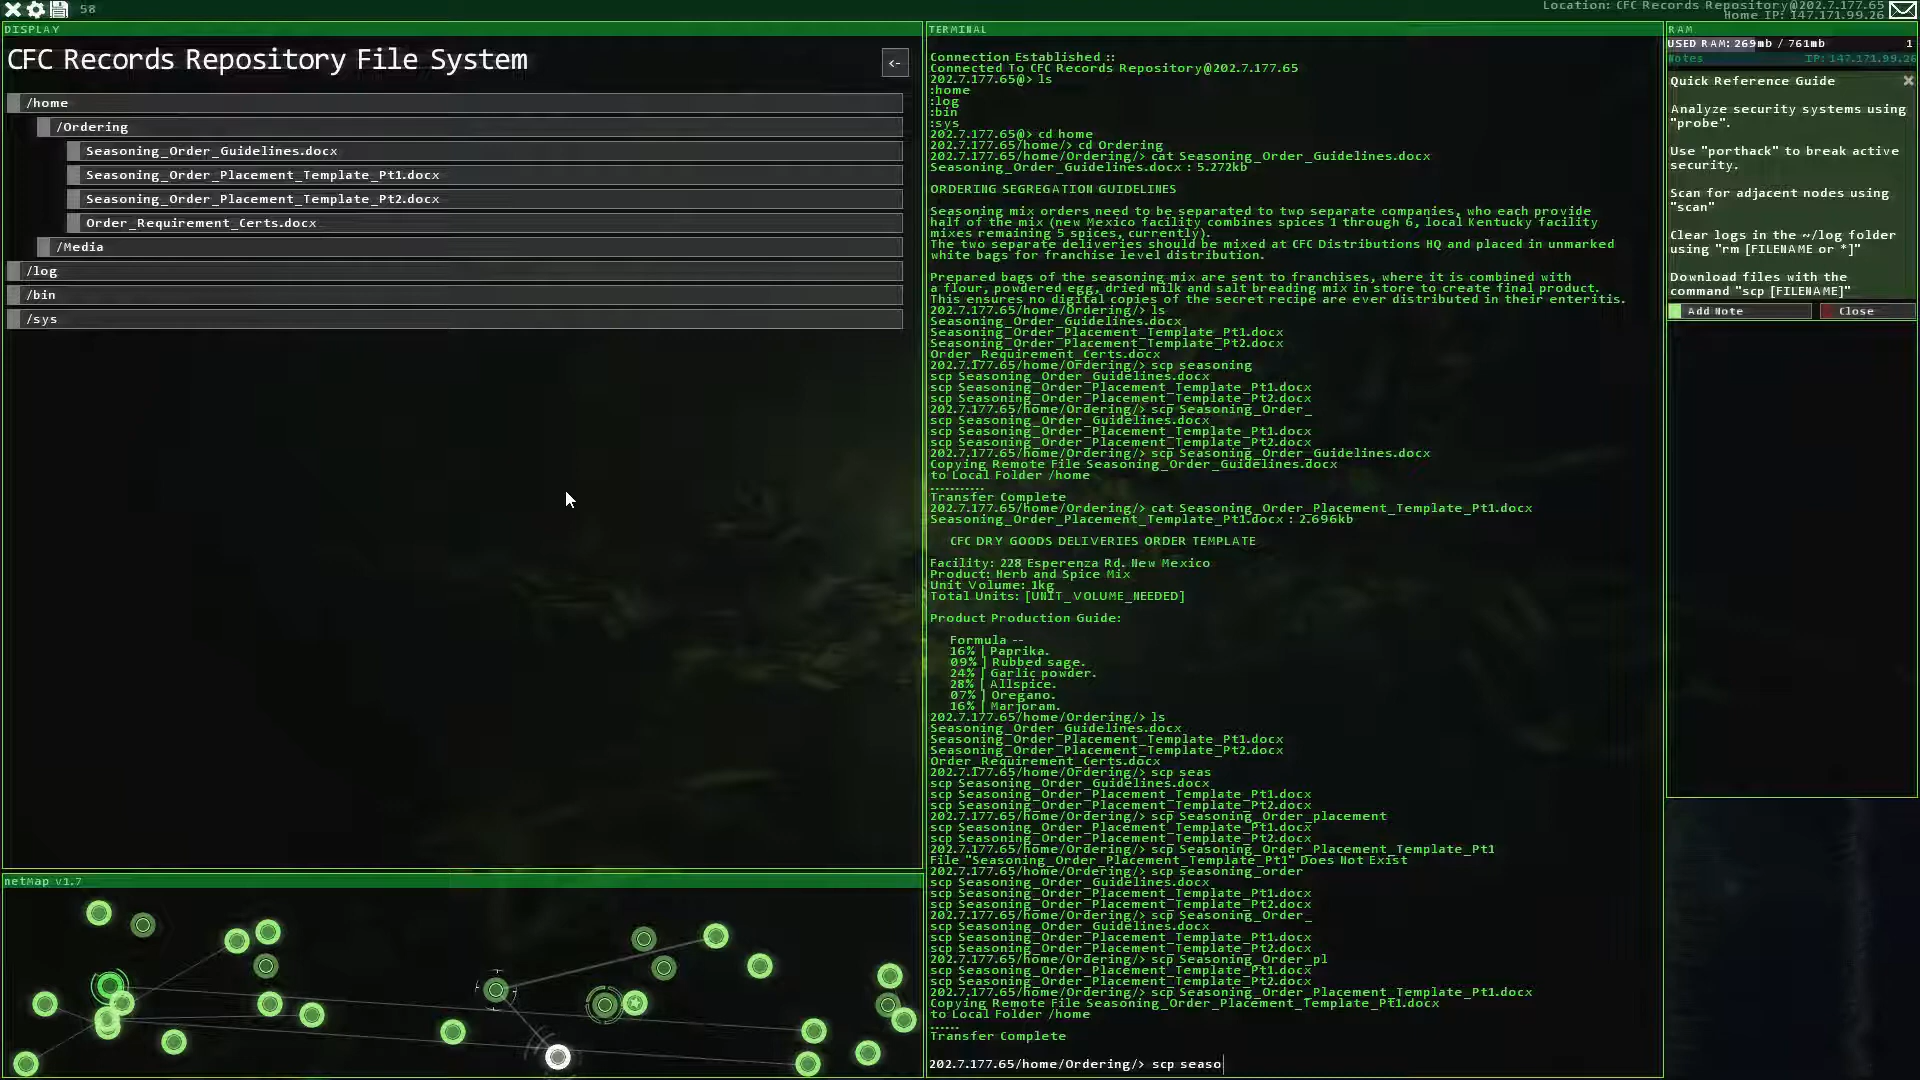 58
Location: CFC Records Repository@202.7.177.65
Home IP: 147.171.99.26
DISPLAY
CFC Records Repository File System
<-
/home
/Ordering
Seasoning_Order_Guidelines.docx
Seasoning_Order_Placement_Template_Pt1.docx
Seasoning_Order_Placement_Template_Pt2.docx
Order_Requirement_Certs.docx
/Media
/log
/bin
/sys
netMap v1.7
TERMINAL
Connection Established ::
Connected To CFC Records Repository@202.7.177.65
202.7.177.65@> ls
:home
:log
:bin
:sys
202.7.177.65@> cd home
202.7.177.65/home/> cd Ordering
202.7.177.65/home/Ordering/> cat Seasoning_Order_Guidelines.docx
Seasoning_Order_Guidelines.docx : 5.272kb
ORDERING SEGREGATION GUIDELINES
Seasoning mix orders need to be separated to two separate companies, who each provide
half of the mix (new Mexico facility combines spices 1 through 6, local Kentucky facility
mixes remaining 5 spices, currently).
The two separate deliveries should be mixed at CFC Distributions HQ and placed in unmarked
white bags for franchise level distribution.
Prepared bags of the seasoning mix are sent to franchises, where it is combined with
a flour, powdered egg, dried milk and salt breading mix in store to create final product.
This ensures no digital copies of the secret recipe are ever distributed in their enteritis.
202.7.177.65/home/Ordering/> ls
Seasoning_Order_Guidelines.docx
Seasoning_Order_Placement_Template_Pt1.docx
Seasoning_Order_Placement_Template_Pt2.docx
Order_Requirement_Certs.docx
202.7.177.65/home/Ordering/> scp seasoning
scp Seasoning_Order_Guidelines.docx
scp Seasoning_Order_Placement_Template_Pt1.docx
scp Seasoning_Order_Placement_Template_Pt2.docx
202.7.177.65/home/Ordering/> scp Seasoning_Order_
scp Seasoning_Order_Guidelines.docx
scp Seasoning_Order_Placement_Template_Pt1.docx
scp Seasoning_Order_Placement_Template_Pt2.docx
202.7.177.65/home/Ordering/> scp Seasoning_Order_Guidelines.docx
Copying Remote File Seasoning_Order_Guidelines.docx
to Local Folder /home
...........
Transfer Complete
202.7.177.65/home/Ordering/> cat Seasoning_Order_Placement_Template_Pt1.docx
Seasoning_Order_Placement_Template_Pt1.docx : 2.696kb
CFC DRY GOODS DELIVERIES ORDER TEMPLATE
Facility: 228 Esperenza Rd. New Mexico
Product: Herb and Spice Mix
Unit Volume: 1kg
Total Units: [UNIT_VOLUME_NEEDED]
Product Production Guide:
Formula --
16% | Paprika.
09% | Rubbed sage.
24% | Garlic powder.
28% | Allspice.
07% | Oregano.
16% | Marjoram.
202.7.177.65/home/Ordering/> ls
Seasoning_Order_Guidelines.docx
Seasoning_Order_Placement_Template_Pt1.docx
Seasoning_Order_Placement_Template_Pt2.docx
Order_Requirement_Certs.docx
202.7.177.65/home/Ordering/> scp seas
scp Seasoning_Order_Guidelines.docx
scp Seasoning_Order_Placement_Template_Pt1.docx
scp Seasoning_Order_Placement_Template_Pt2.docx
202.7.177.65/home/Ordering/> scp Seasoning_Order_placement
scp Seasoning_Order_Placement_Template_Pt1.docx
scp Seasoning_Order_Placement_Template_Pt2.docx
202.7.177.65/home/Ordering/> scp Seasoning_Order_Placement_Template_Pt1
File "Seasoning_Order_Placement_Template_Pt1" Does Not Exist
202.7.177.65/home/Ordering/> scp seasoning_order
scp Seasoning_Order_Guidelines.docx
scp Seasoning_Order_Placement_Template_Pt1.docx
scp Seasoning_Order_Placement_Template_Pt2.docx
202.7.177.65/home/Ordering/> scp Seasoning_Order_
scp Seasoning_Order_Guidelines.docx
scp Seasoning_Order_Placement_Template_Pt1.docx
scp Seasoning_Order_Placement_Template_Pt2.docx
202.7.177.65/home/Ordering/> scp Seasoning_Order_pl
scp Seasoning_Order_Placement_Template_Pt1.docx
scp Seasoning_Order_Placement_Template_Pt2.docx
202.7.177.65/home/Ordering/> scp Seasoning_Order_Placement_Template_Pt1.docx
Copying Remote File Seasoning_Order_Placement_Template_Pt1.docx
to Local Folder /home
......
Transfer Complete
202.7.177.65/home/Ordering/> scp seaso
RAM
USED RAM: 269mb / 761mb 1
Notes IP: 147.171.99.26
Quick Reference Guide
Analyze security systems using
"probe".
Use "porthack" to break active
security.
Scan for adjacent nodes using
"scan"
Clear logs in the ~/log folder
using "rm [FILENAME or *]"
Download files with the
command "scp [FILENAME]"
Add Note Close